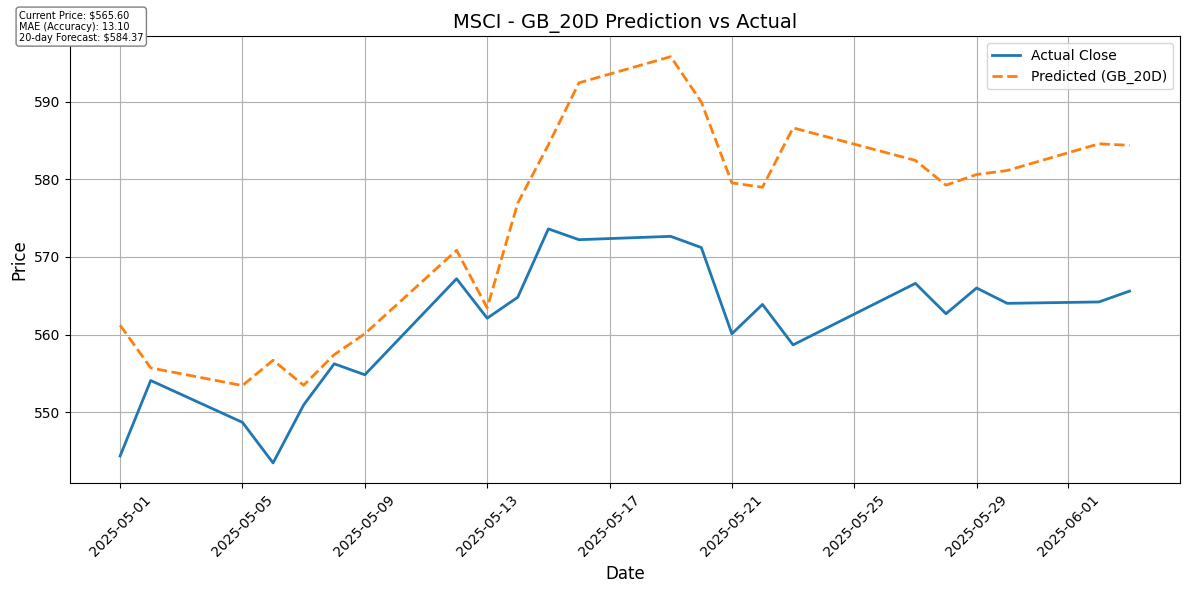 MSCI - GB_20D Prediction vs Actual
Current Price: $565.60
MAE (Accuracy): 13.10
20-day Forecast: $584.37
Actual Close
Predicted (GB_20D)
Price
590
580
570
560
550
2025-05-01
2025-05-05
2025-05-09
2025-05-13
2025-05-17
2025-05-21
2025-05-25
2025-05-29
2025-06-01
Date